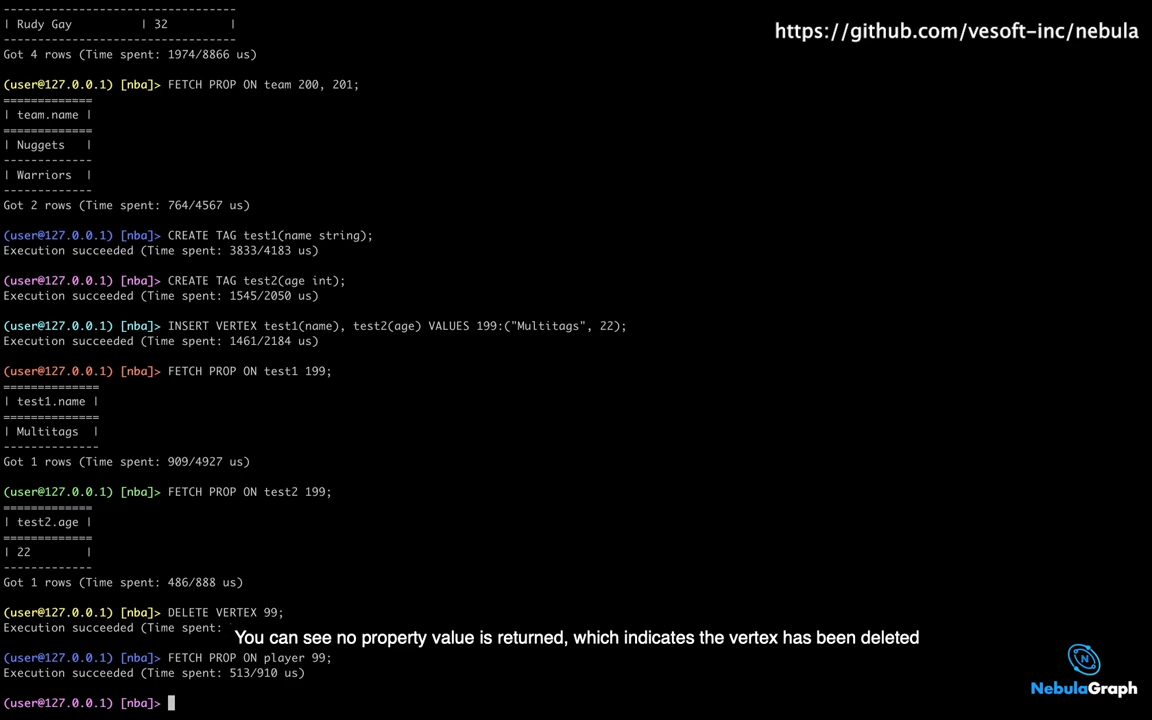 ---------------------------------
| Rudy Gay          | 32         |
---------------------------------
Got 4 rows (Time spent: 1974/8866 us)
https://github.com/vesoft-inc/nebula
(user@127.0.0.1) [nba]> FETCH PROP ON team 200, 201;
=============
| team.name |
=============
| Nuggets   |
-------------
| Warriors  |
-------------
Got 2 rows (Time spent: 764/4567 us)
(user@127.0.0.1) [nba]> CREATE TAG test1(name string);
Execution succeeded (Time spent: 3833/4183 us)
(user@127.0.0.1) [nba]> CREATE TAG test2(age int);
Execution succeeded (Time spent: 1545/2050 us)
(user@127.0.0.1) [nba]> INSERT VERTEX test1(name), test2(age) VALUES 199:("Multitags", 22);
Execution succeeded (Time spent: 1461/2184 us)
(user@127.0.0.1) [nba]> FETCH PROP ON test1 199;
==============
| test1.name |
==============
| Multitags  |
--------------
Got 1 rows (Time spent: 909/4927 us)
(user@127.0.0.1) [nba]> FETCH PROP ON test2 199;
=============
| test2.age |
=============
| 22        |
-------------
Got 1 rows (Time spent: 486/888 us)
(user@127.0.0.1) [nba]> DELETE VERTEX 99;
Execution succeeded (Time spent:
You can see no property value is returned, which indicates the vertex has been deleted
(user@127.0.0.1) [nba]> FETCH PROP ON player 99;
Execution succeeded (Time spent: 513/910 us)
(user@127.0.0.1) [nba]>
NebulaGraph